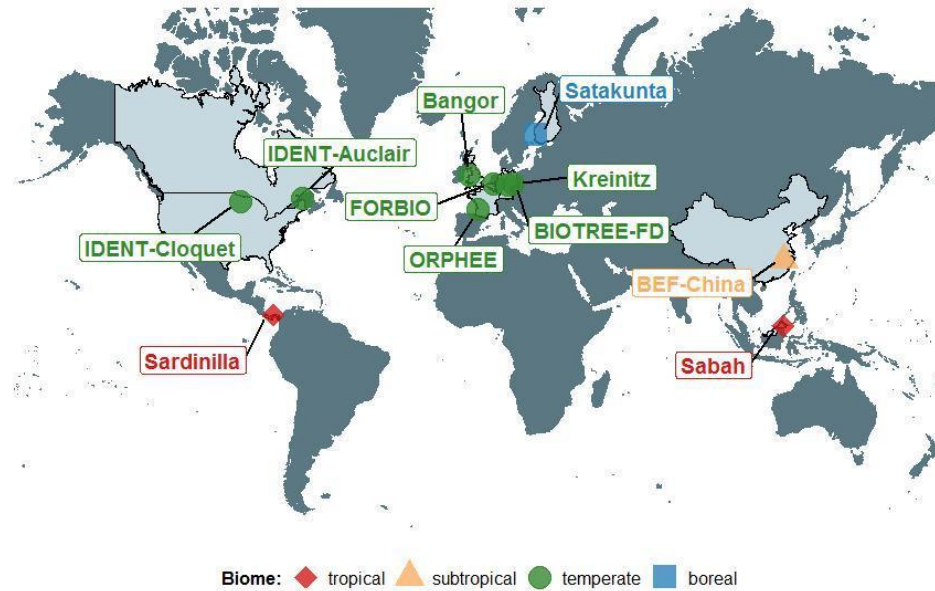 Satakunta
Bangor
IDENT-Auclair
Kreinitz
FORBIO
BIOTREE-FD
IDENT-Cloquet
ORPHEE
BEF-China
Sardinilla
Sabah
Biome: tropical subtropical temperate boreal